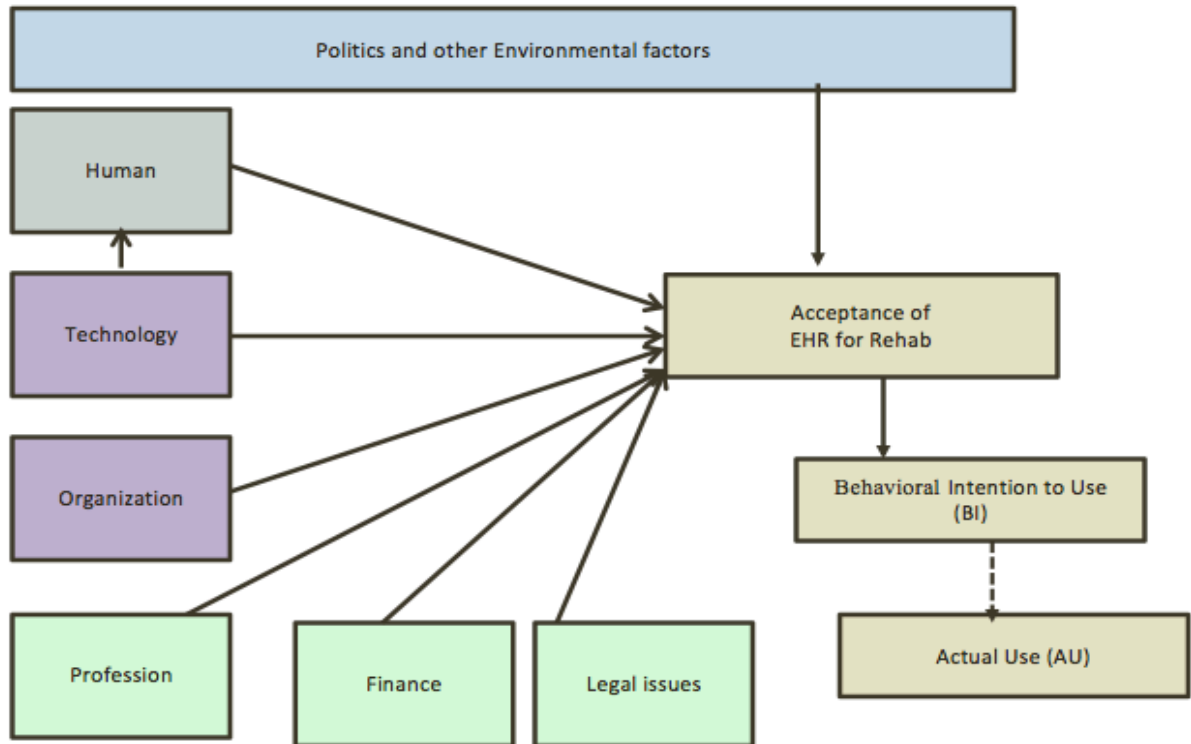 Politics and other Environmental factors
Human
Technology
Acceptance of
EHR for Rehab
Organization
Behavioral Intention to Use
(BI)
Profession
Finance
Legal issues
Actual Use (AU)